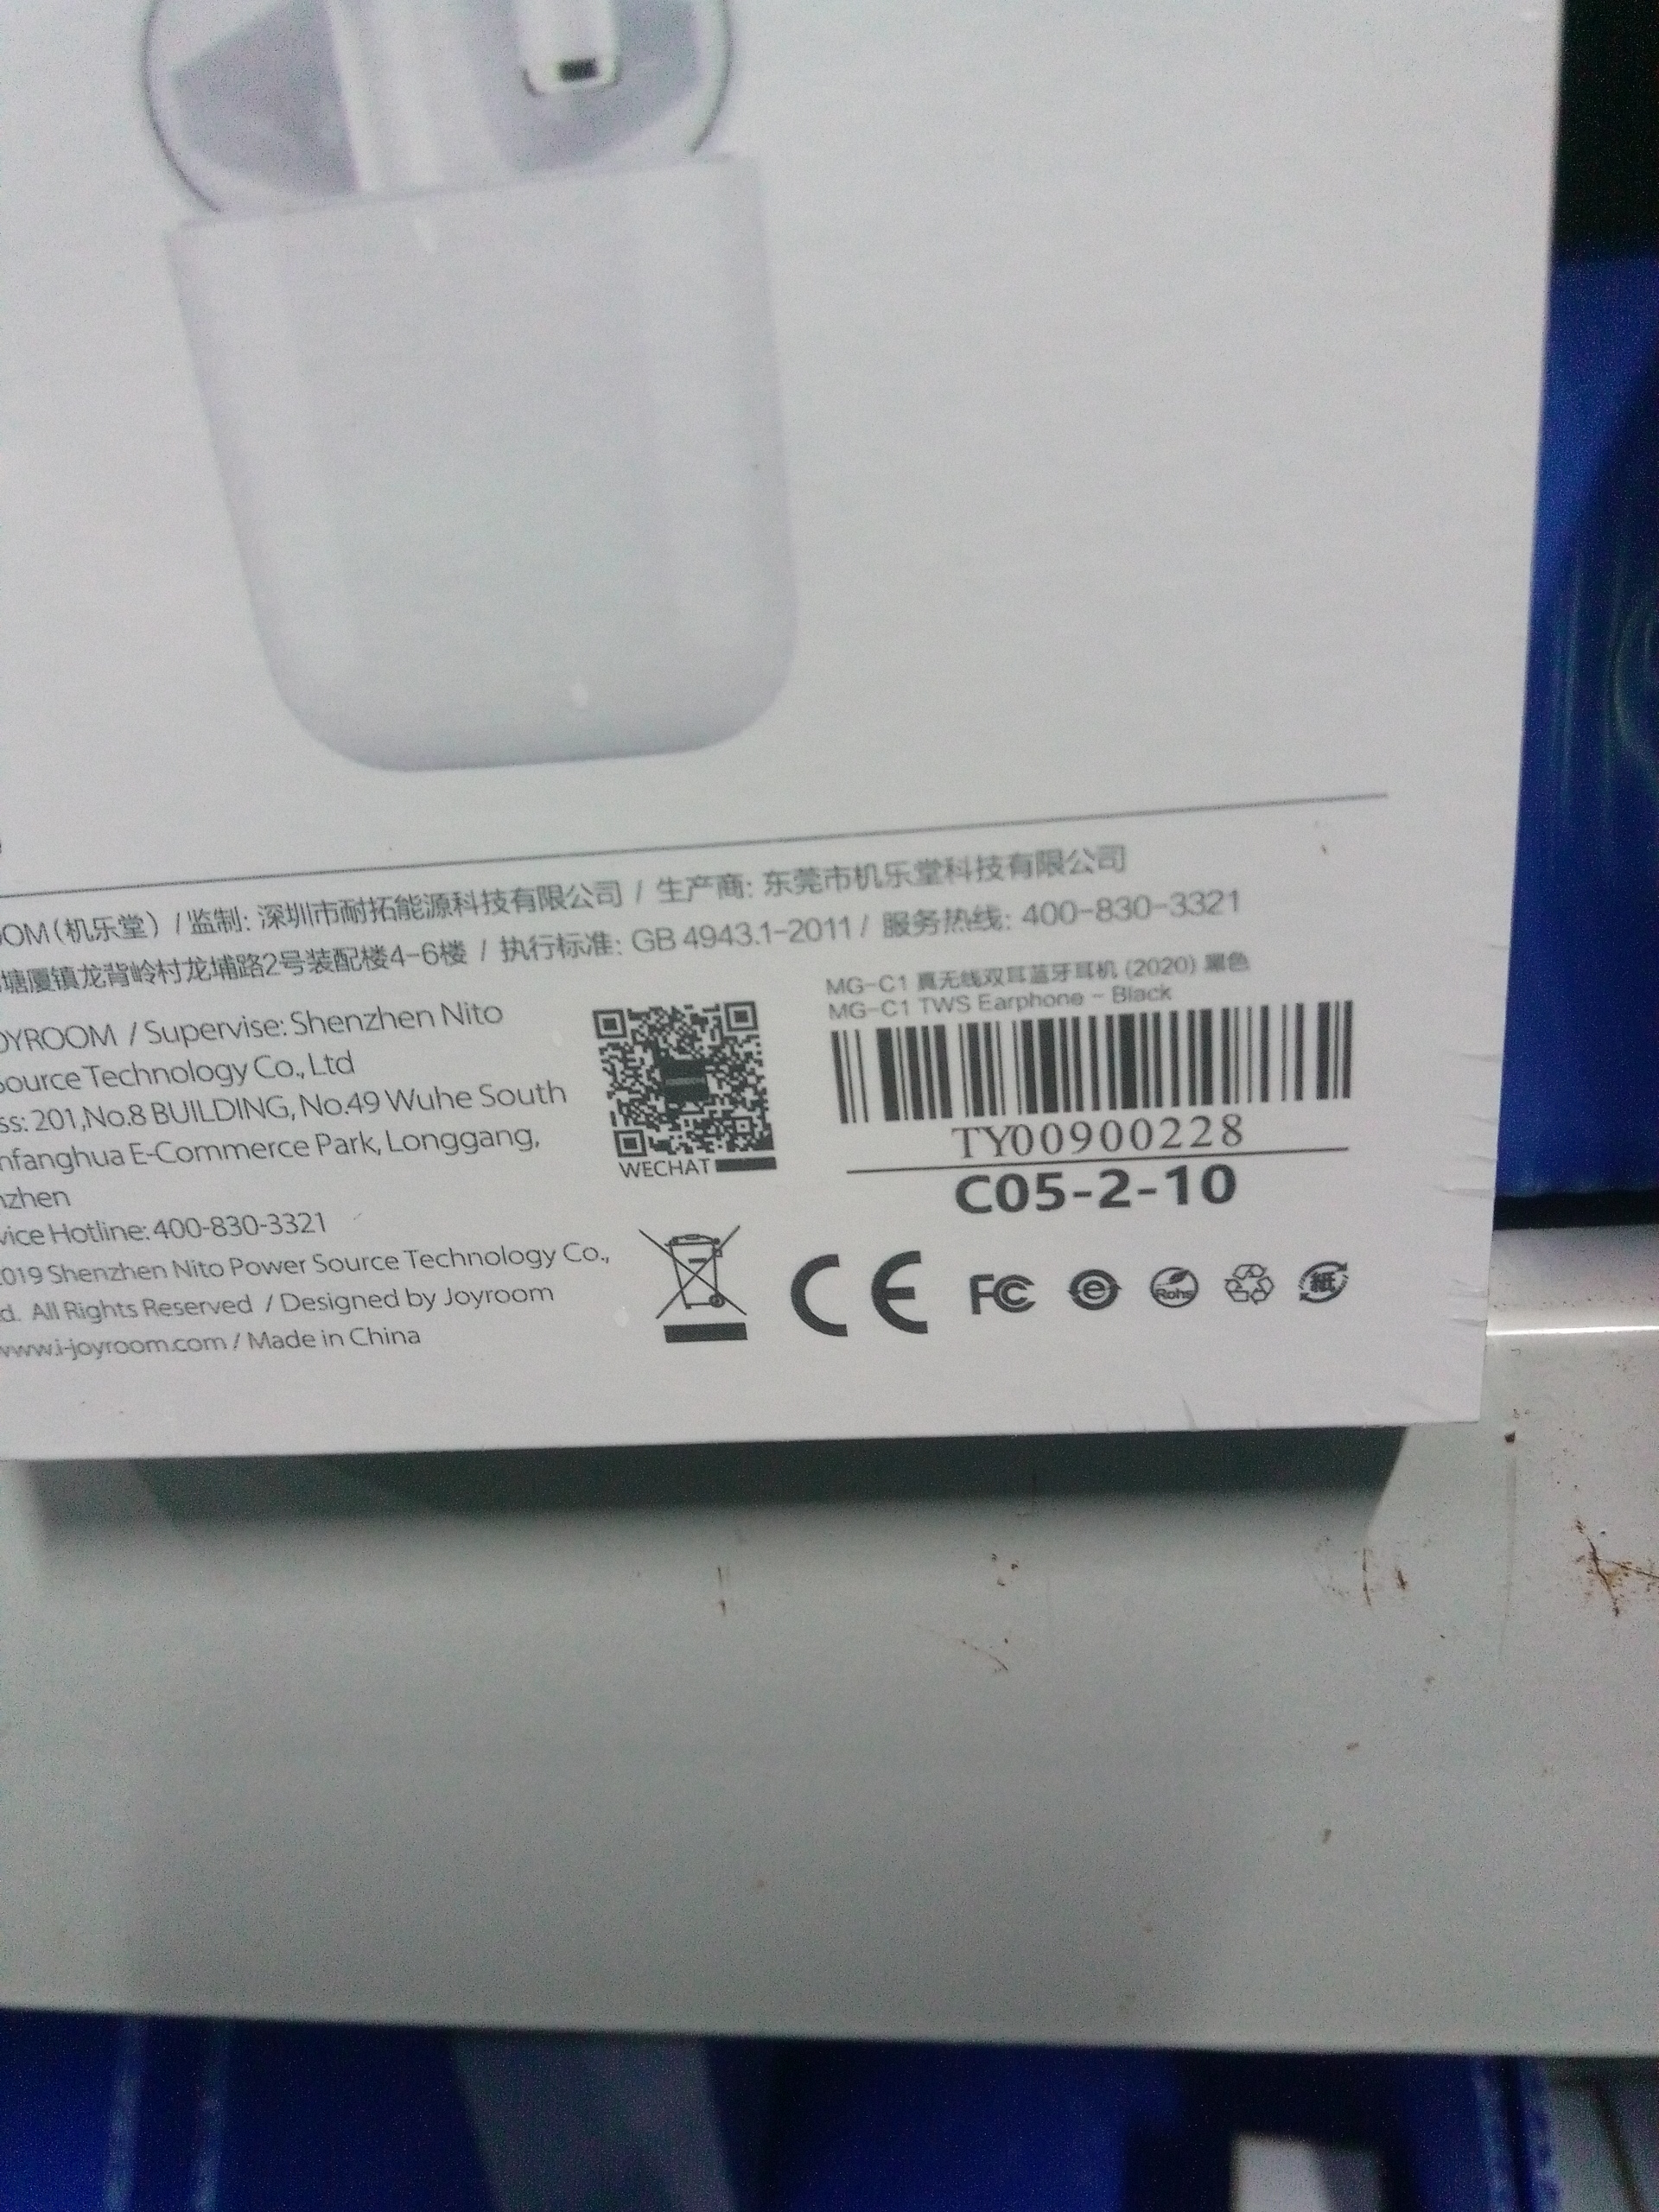 OOM(机乐堂) / 监制: 深圳市耐拓能源科技有限公司 / 生产商: 东莞市机乐堂科技有限公司
塘厦镇龙背岭村龙埔路2号装配楼4-6楼 / 执行标准: GB 4943.1-2011 / 服务热线: 400-830-3321
OYROOM / Supervise: Shenzhen Nito
Source Technology Co., Ltd
ss: 201,No.8 BUILDING, No.49 Wuhe South
nfanghua E-Commerce Park, Longgang,
nzhen
vice Hotline: 400-830-3321
2019 Shenzhen Nito Power Source Technology Co.,
d. All Rights Reserved / Designed by Joyroom
www.i-joyroom.com / Made in China
WECHAT
MG-C1 真无线双耳蓝牙耳机 (2020) 黑色
MG-C1 TWS Earphone - Black
TY00900228
C05-2-10
CE FC e Rohs 紙